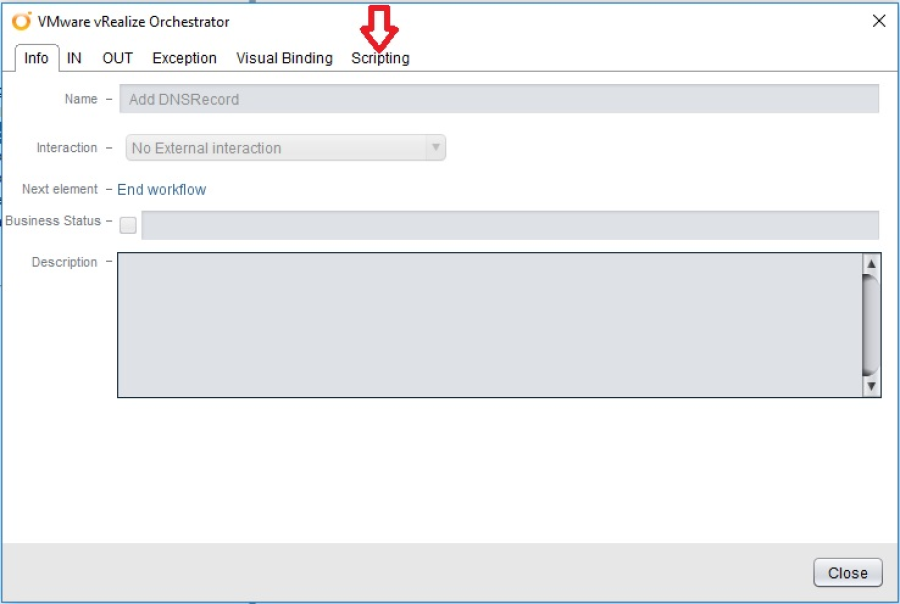 VMware vRealize Orchestrator
Info IN OUT Exception Visual Binding Scripting
Name Add DNSRecord
Interaction No External interaction
Next element End workflow
Business Status
Description
Close